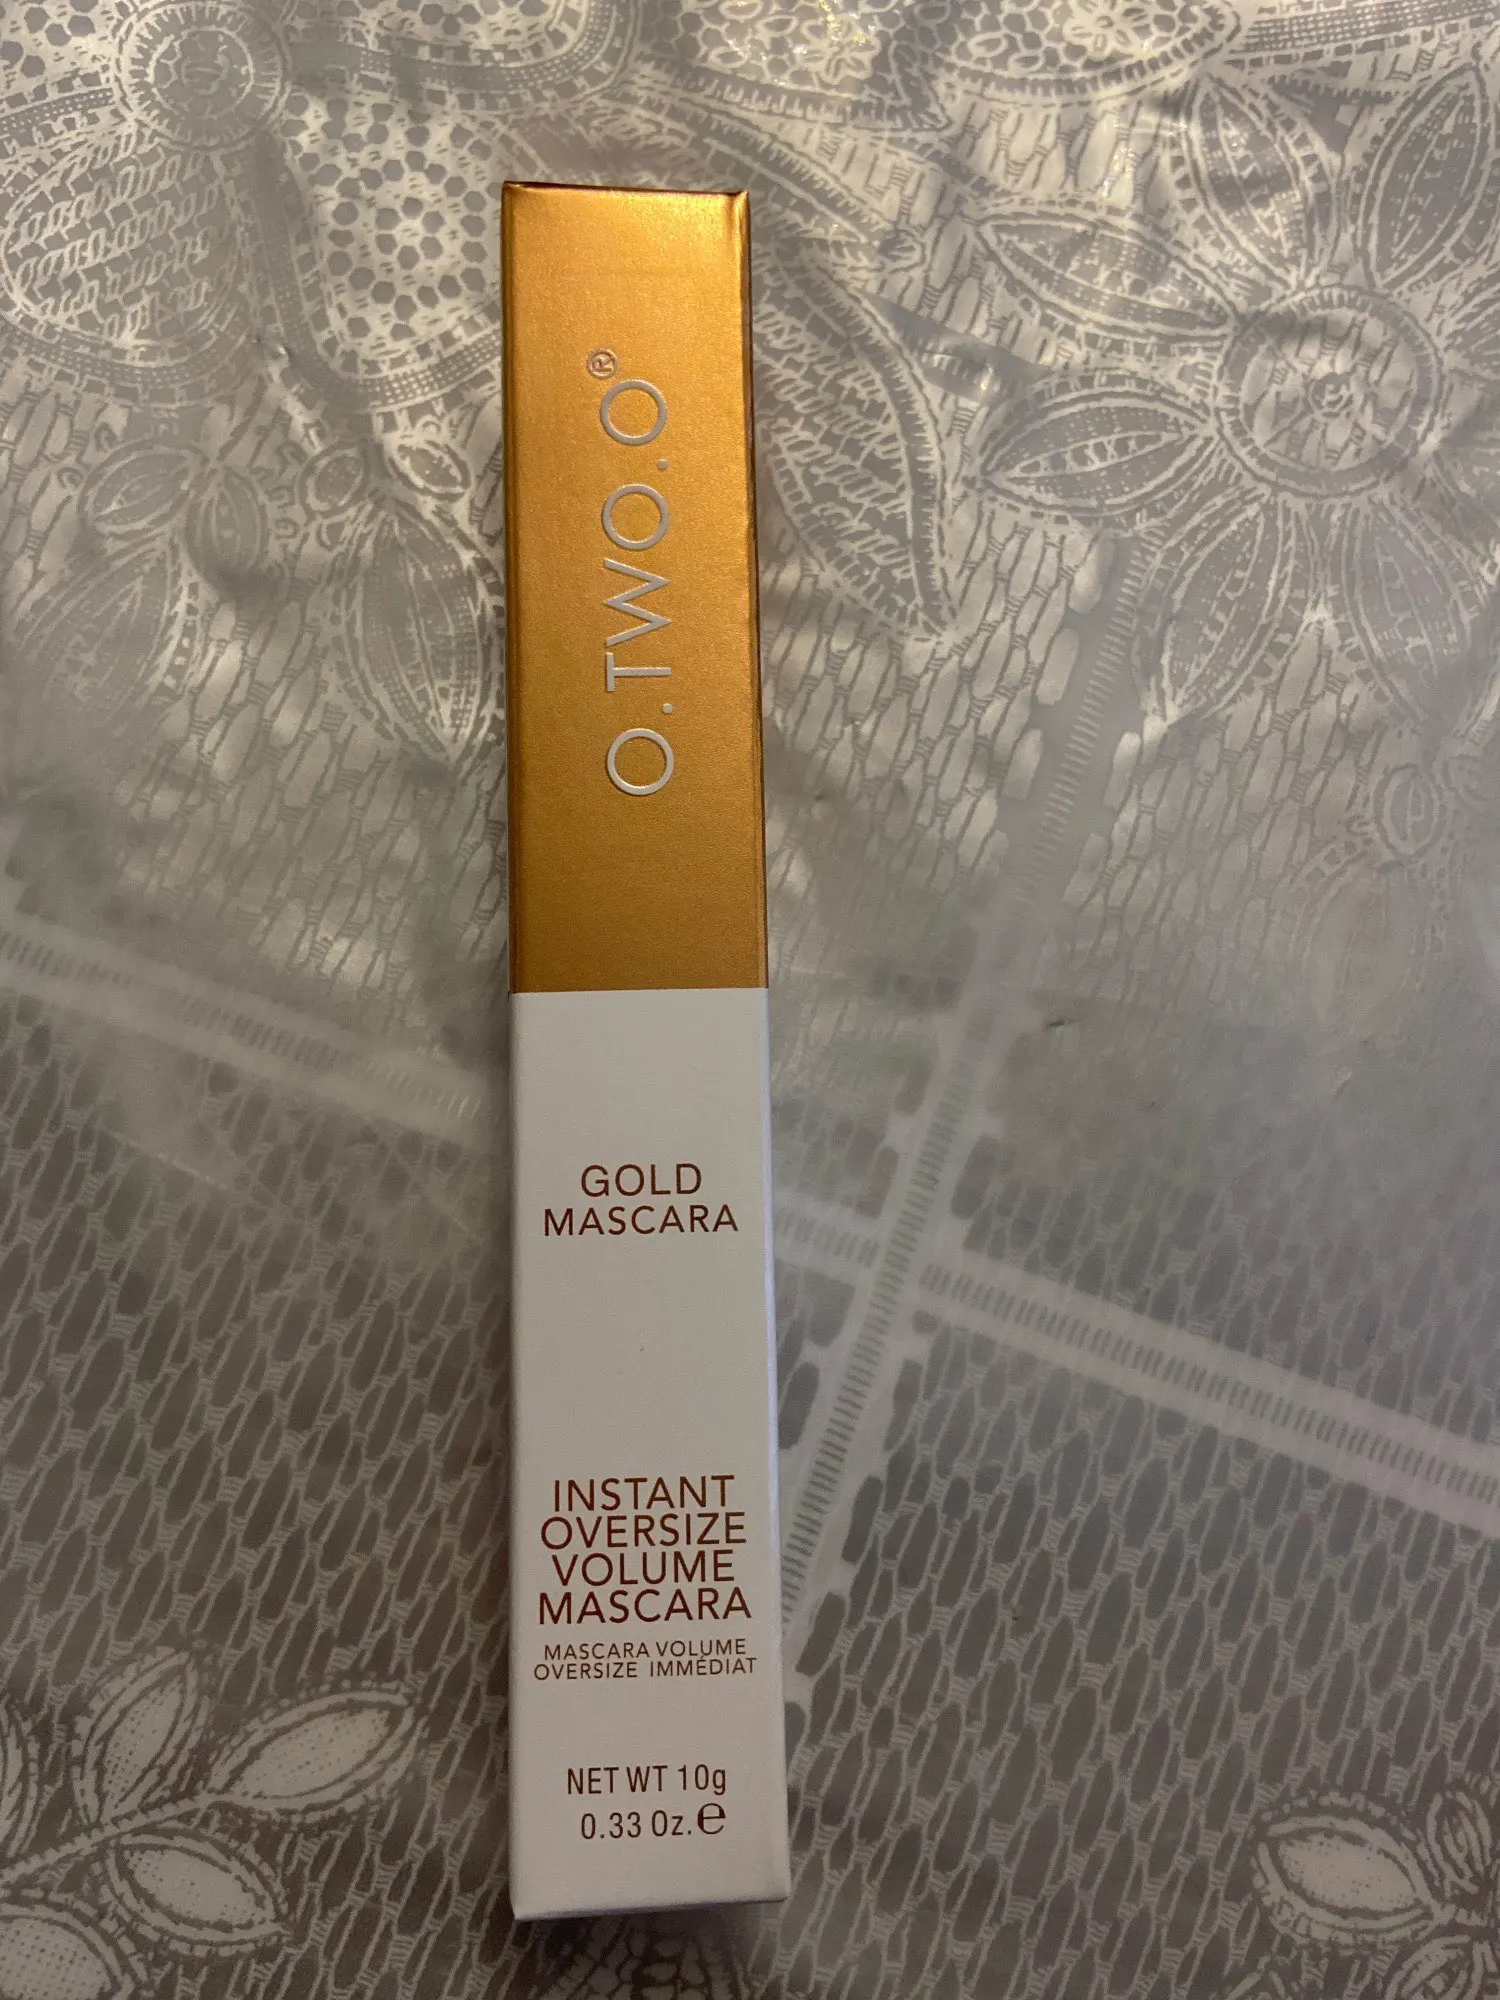 O.TWO.O®
GOLD
MASCARA
INSTANT
OVERSIZE
VOLUME
MASCARA
MASCARA VOLUME
OVERSIZE IMMÉDIAT
NET WT 10g
0.33 Oz. ℮